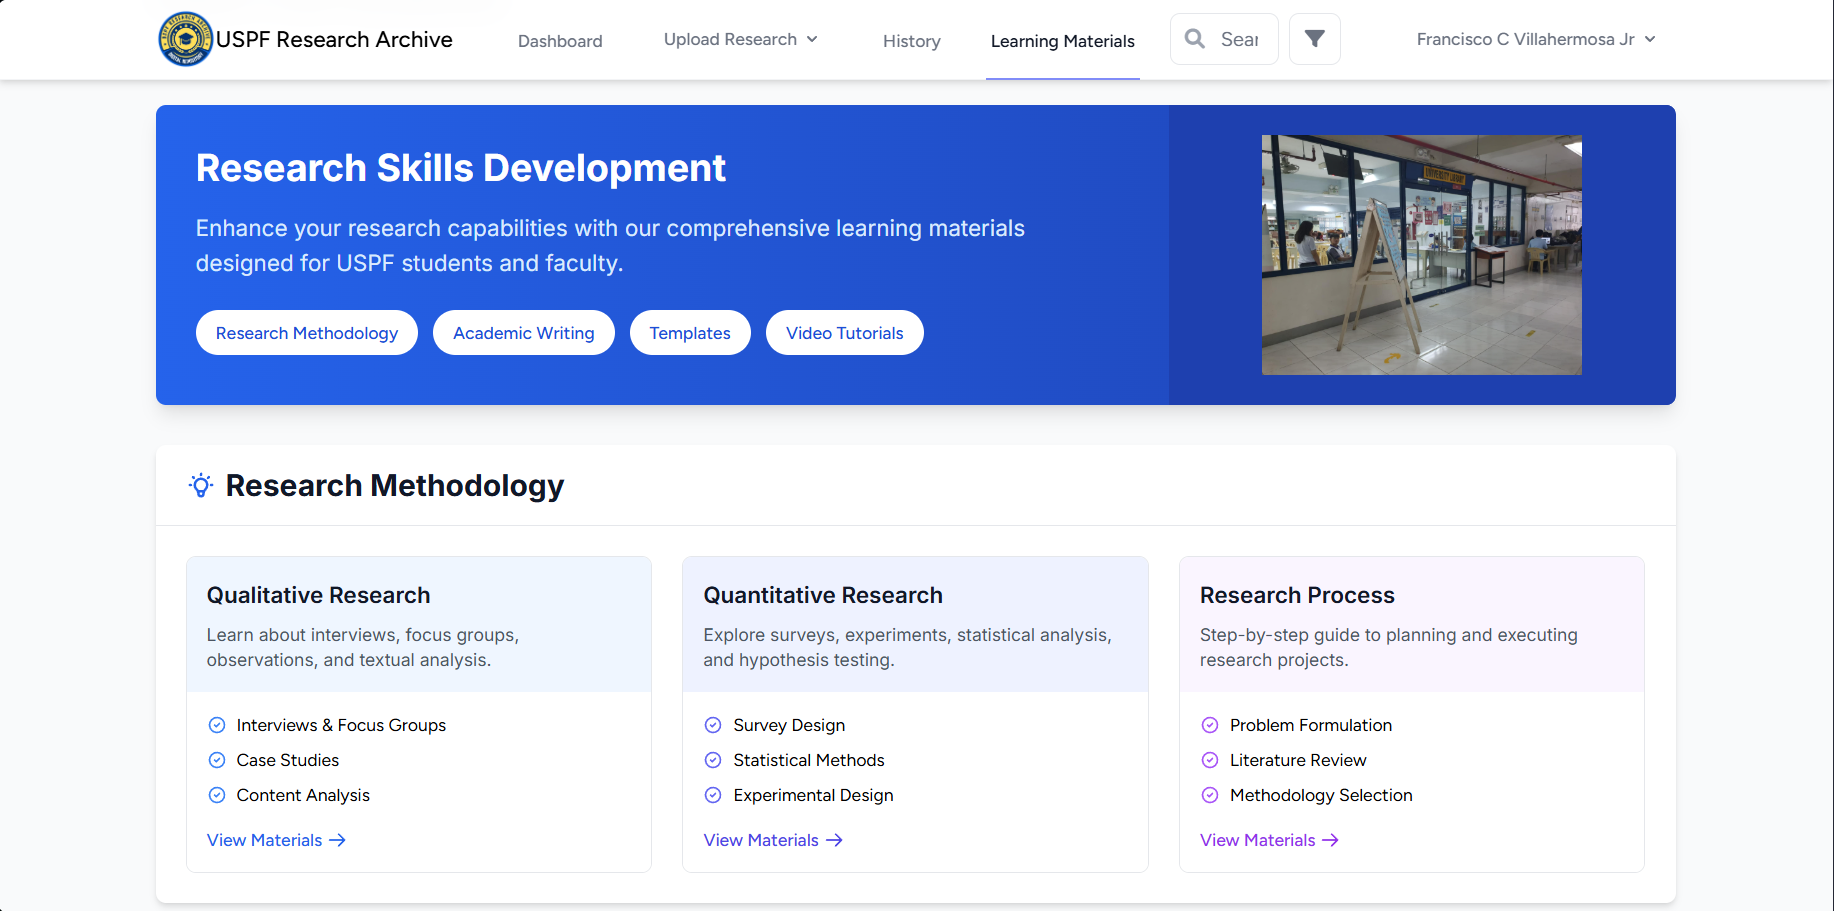 USPF Research Archive
Dashboard
Upload Research
History
Learning Materials
Sear
Francisco C Villahermosa Jr
Research Skills Development
Enhance your research capabilities with our comprehensive learning materials
designed for USPF students and faculty.
Research Methodology
Academic Writing
Templates
Video Tutorials
UNIVERSITY LIBRARY
Research Methodology
Qualitative Research
Learn about interviews, focus groups,
observations, and textual analysis.
Interviews & Focus Groups
Case Studies
Content Analysis
View Materials
Quantitative Research
Explore surveys, experiments, statistical analysis,
and hypothesis testing.
Survey Design
Statistical Methods
Experimental Design
View Materials
Research Process
Step-by-step guide to planning and executing
research projects.
Problem Formulation
Literature Review
Methodology Selection
View Materials